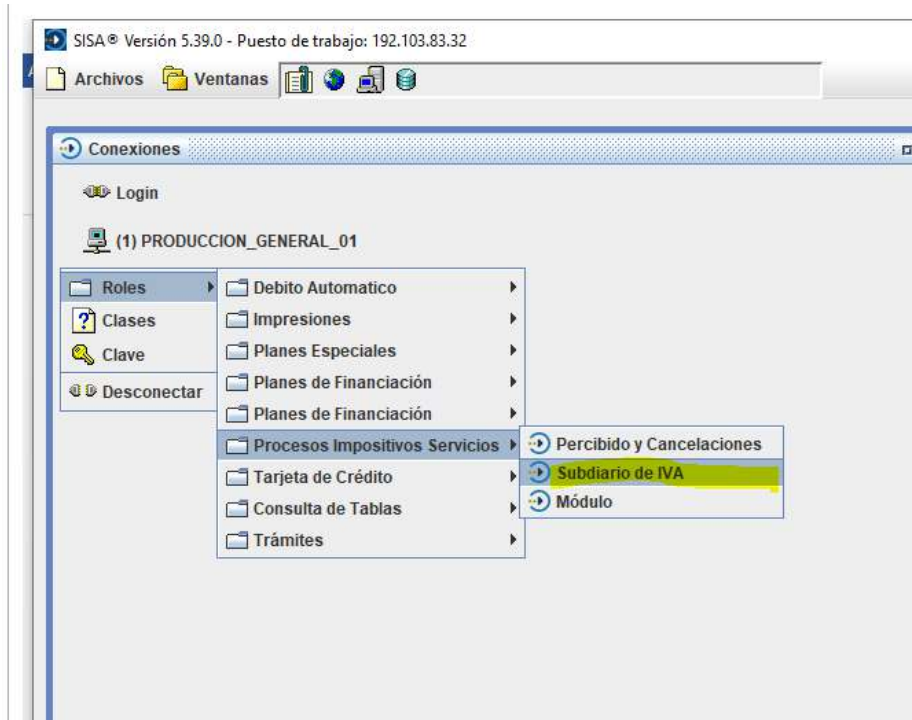 SISA® Versión 5.39.0 - Puesto de trabajo: 192.103.83.32
Archivos Ventanas
Conexiones
Login
(1) PRODUCCION_GENERAL_01
Roles
Clases
Clave
Desconectar
Debito Automatico
Impresiones
Planes Especiales
Planes de Financiación
Planes de Financiación
Procesos Impositivos Servicios
Tarjeta de Crédito
Consulta de Tablas
Trámites
Percibido y Cancelaciones
Subdiario de IVA
Módulo